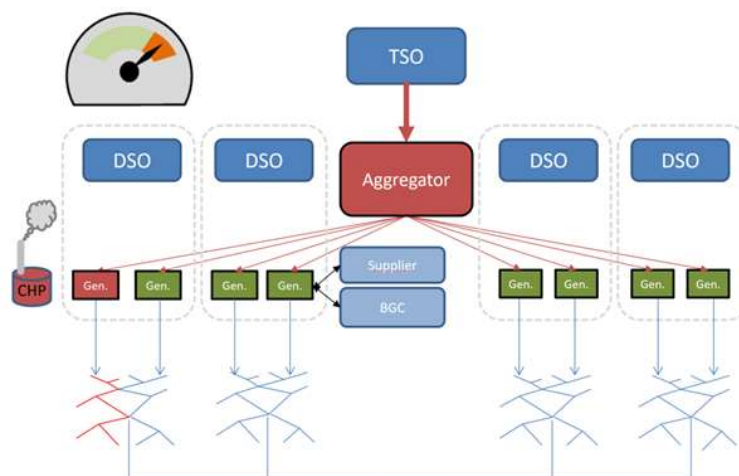 TSO
DSO
DSO
Aggregator
DSO
DSO
CHP
Gen.
Gen.
Gen.
Gen.
Supplier
BGC
Gen.
Gen.
Gen.
Gen.